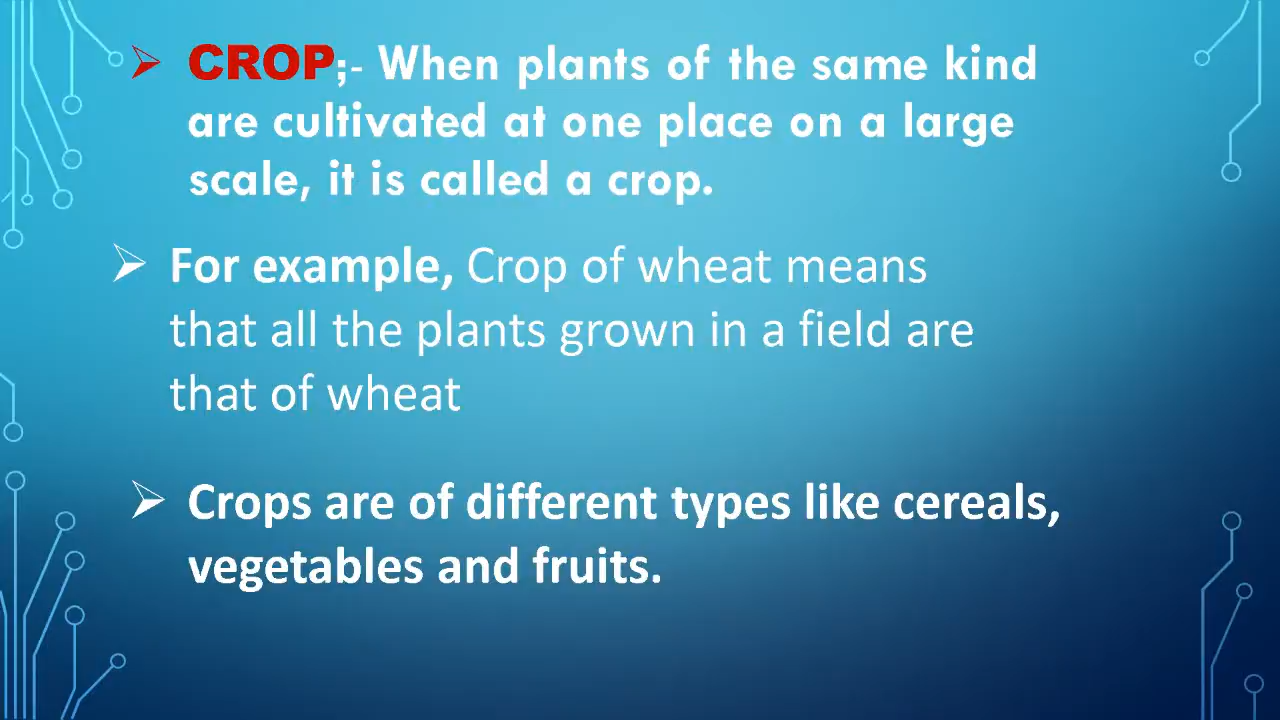 CROP;- When plants of the same kind
are cultivated at one place on a large
scale, it is called a crop.
For example, Crop of wheat means
that all the plants grown in a field are
that of wheat
Crops are of different types like cereals,
vegetables and fruits.